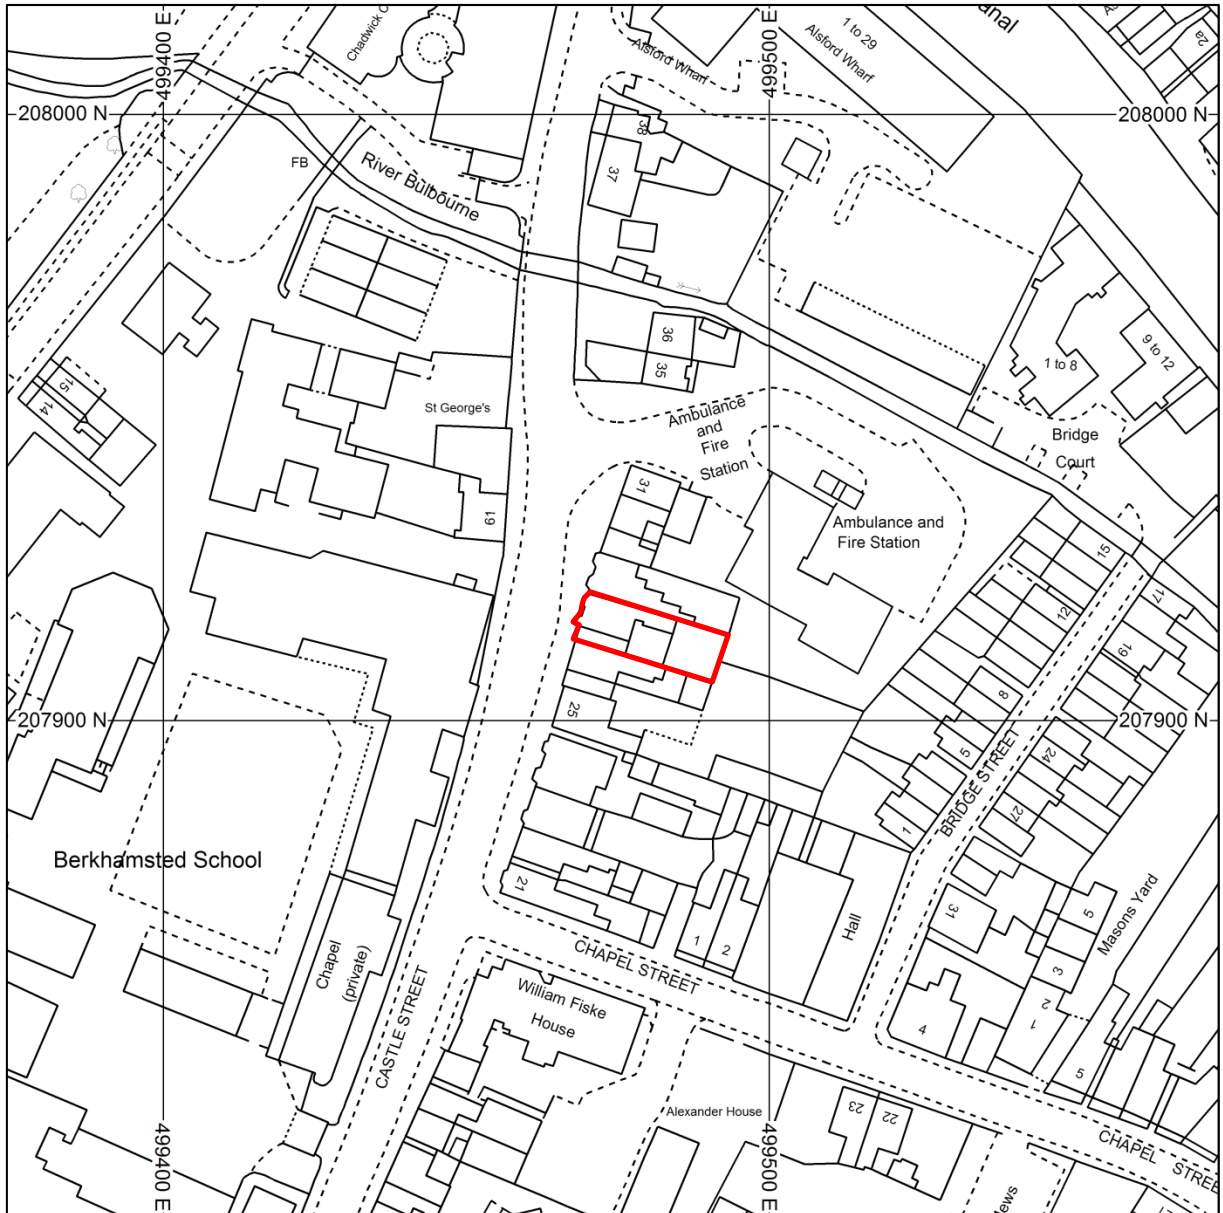 499400 E
Chadwick C
Alsford Wharf
499500 E
1 to 29
Alsford Wharf
anal
2a
208000 N
208000 N
38
37
FB
River Bulbourne
36
35
1 to 8
9 to 12
15
14
St George's
Ambulance
and
Fire
Station
Bridge
Court
31
61
Ambulance and
Fire Station
15
17
12
19
8
207900 N
207900 N
25
5
24
BRIDGE STREET
27
1
Berkhamsted School
21
31
5
Masons Yard
Hall
1
2
3
Chapel
(private)
CHAPEL STREET
CASTLE STREET
William Fiske
House
4
2
1
5
Alexander House
23
22
CHAPEL STREE
499400 E
499500 E
ews